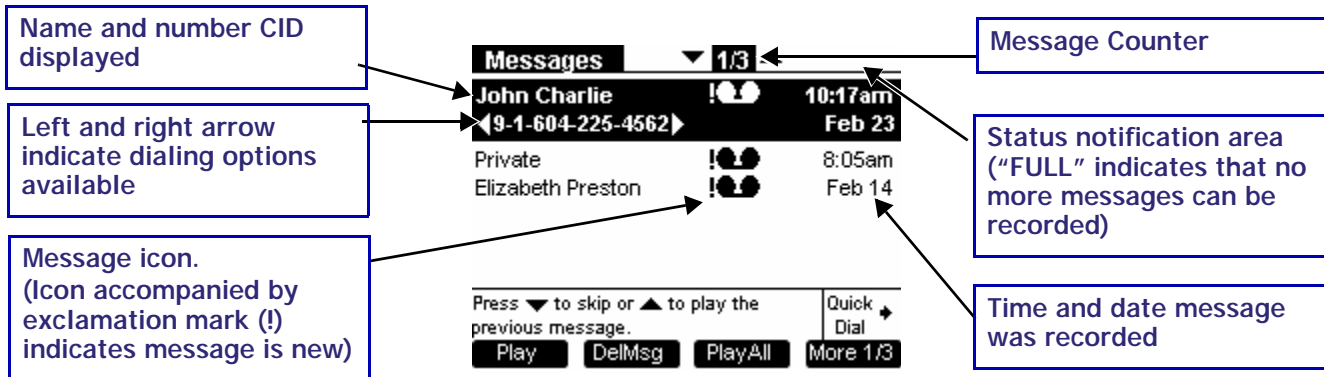 Name and number CID
displayed
Left and right arrow
indicate dialing options
available
Message icon.
(Icon accompanied by
exclamation mark (!)
indicates message is new)
Messages ▼ 1/3
John Charlie ! 10:17am
◀9-1-604-225-4562▶ Feb 23
Private ! 8:05am
Elizabeth Preston ! Feb 14
Press ▼ to skip or ▲ to play the
previous message.
Quick
Dial
Play DelMsg PlayAll More 1/3
Message Counter
Status notification area
(“FULL” indicates that no
more messages can be
recorded)
Time and date message
was recorded